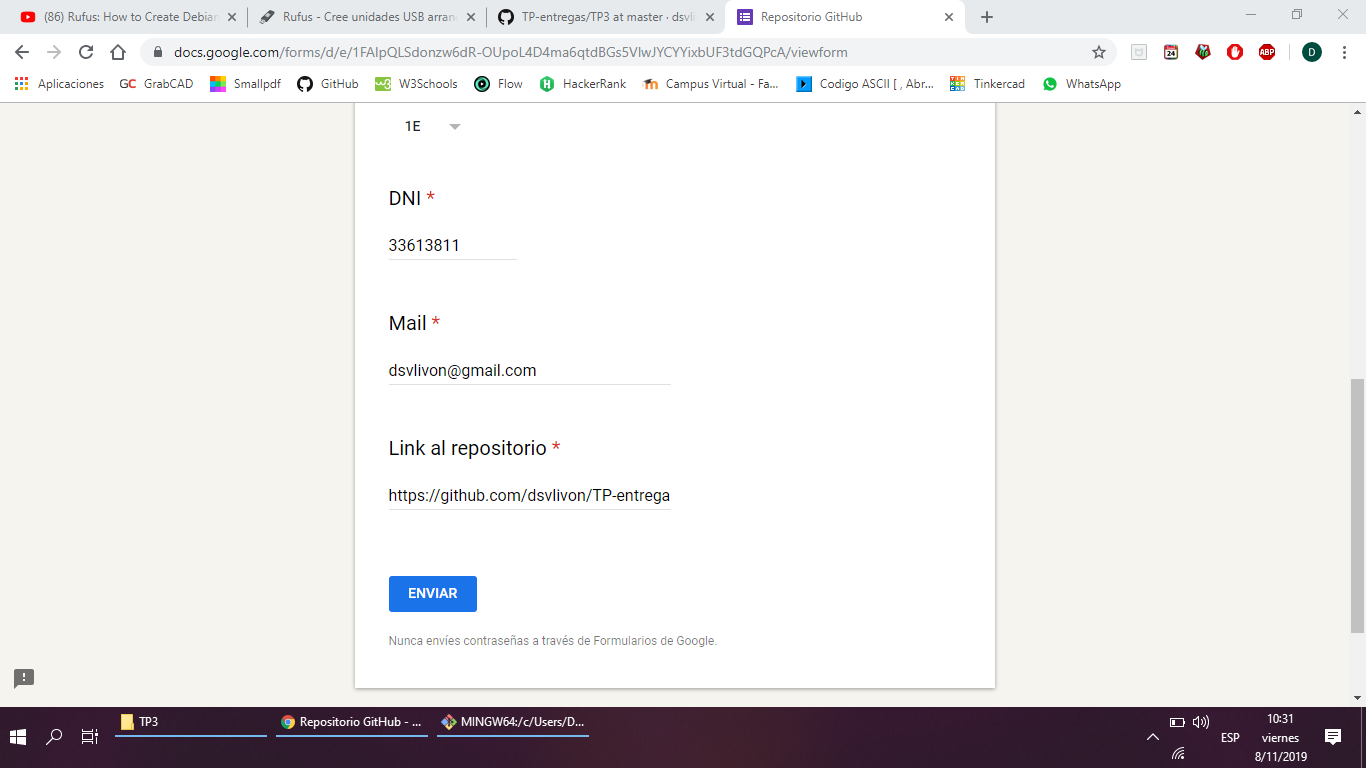 (86) Rufus: How to Create Debian
Rufus - Cree unidades USB arran
TP-entregas/TP3 at master · dsvli
Repositorio GitHub
docs.google.com/forms/d/e/1FAIpQLSdonzw6dR-OUpoL4D4ma6qtdBGs5VlwJYCYYixbUF3tdGQPcA/viewform
24
ABP
D
Aplicaciones
GC GrabCAD
Smallpdf
GitHub
W3Schools
Flow
HackerRank
Campus Virtual - Fa...
Codigo ASCII [ , Abr...
Tinkercad
WhatsApp
1E
DNI *
33613811
Mail *
dsvlivon@gmail.com
Link al repositorio *
https://github.com/dsvlivon/TP-entrega
ENVIAR
Nunca envíes contraseñas a través de Formularios de Google.
TP3
Repositorio GitHub - ...
MINGW64:/c/Users/D...
ESP
10:31
viernes
8/11/2019